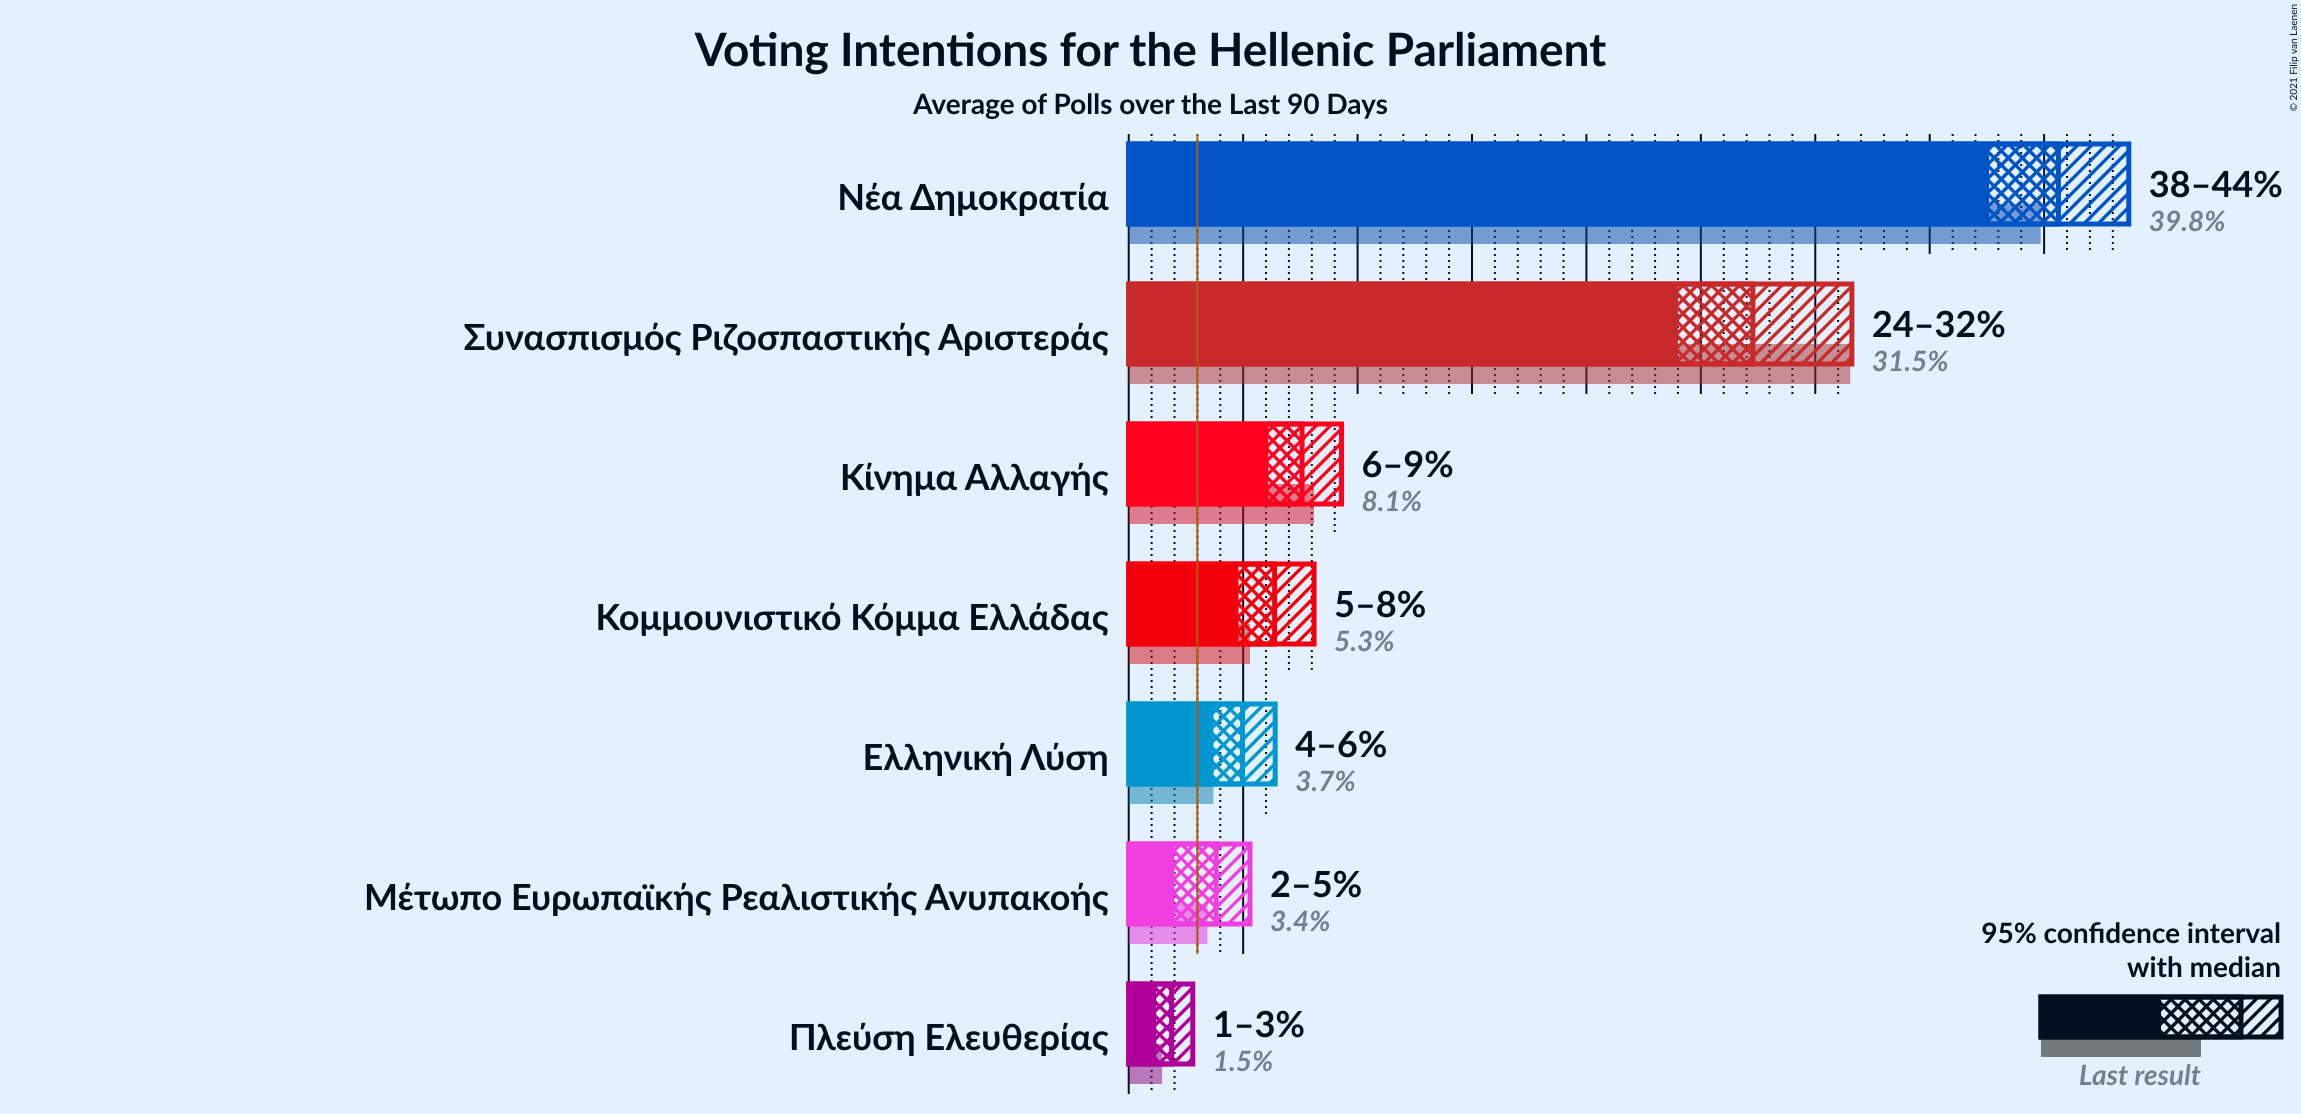 Voting Intentions for the Hellenic Parliament
Average of Polls over the Last 90 Days
© 2021 Filip van Laenen
Νέα Δημοκρατία
38–44%
39.8%
Συνασπισμός Ριζοσπαστικής Αριστεράς
24–32%
31.5%
Κίνημα Αλλαγής
6–9%
8.1%
Κομμουνιστικό Κόμμα Ελλάδας
5–8%
5.3%
Ελληνική Λύση
4–6%
3.7%
Μέτωπο Ευρωπαϊκής Ρεαλιστικής Ανυπακοής
2–5%
3.4%
Πλεύση Ελευθερίας
1–3%
1.5%
95% confidence interval
with median
Last result